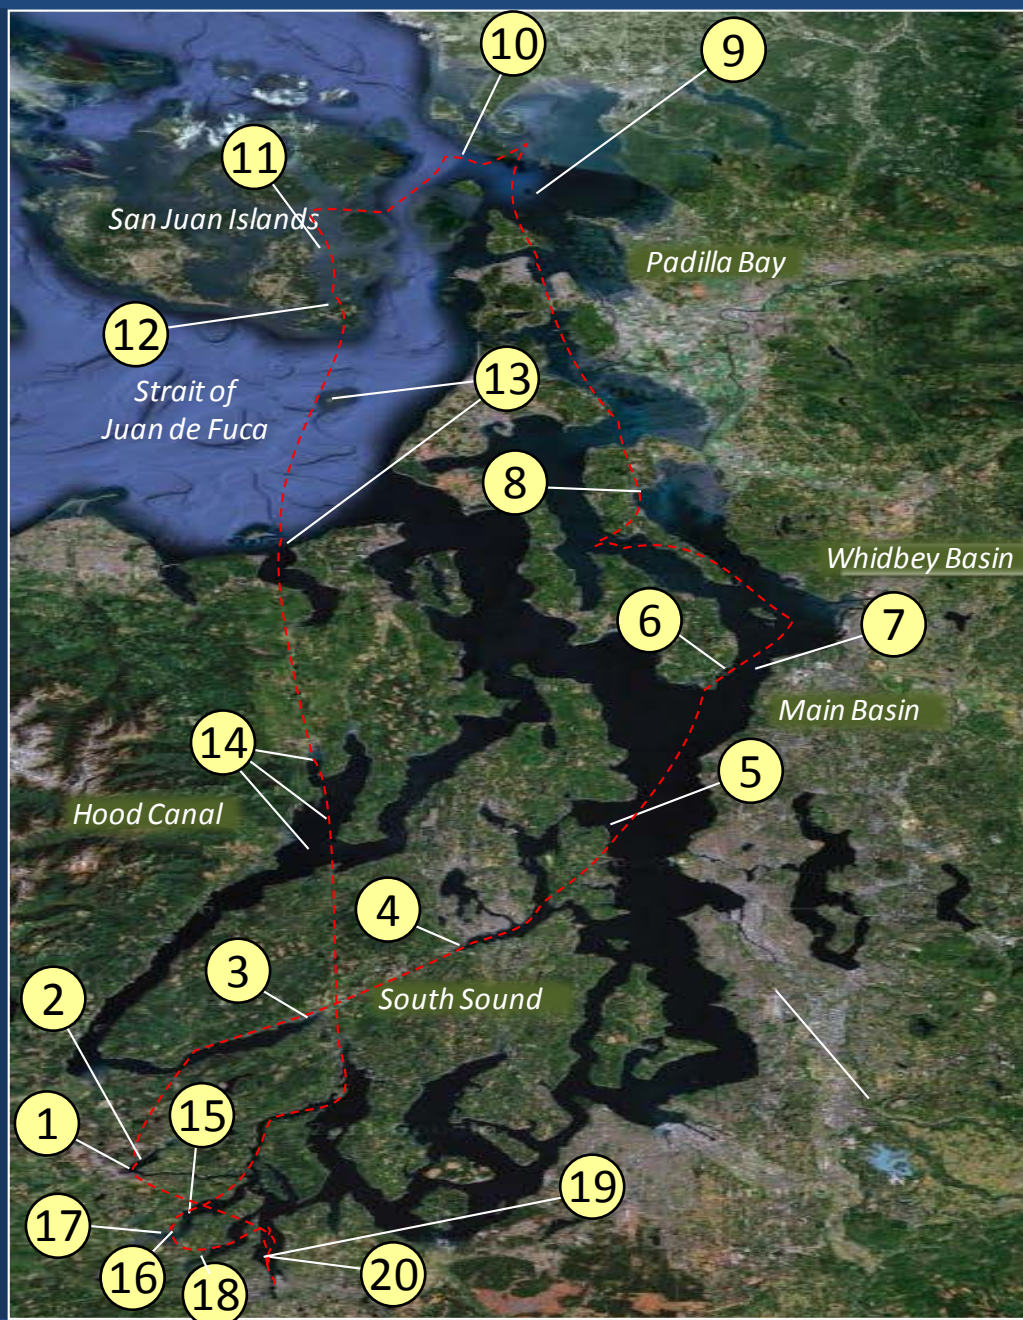 10
9
11
San Juan Islands
Padilla Bay
12
13
Strait of
Juan de Fuca
8
Whidbey Basin
6
7
Main Basin
14
5
Hood Canal
4
3
South Sound
2
1
15
19
17
16
18
20